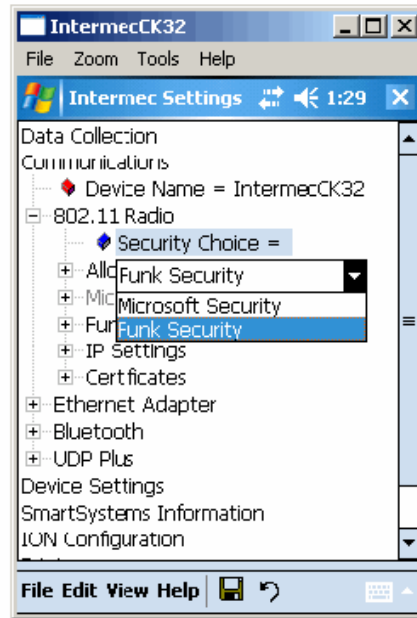 IntermecCK32
File Zoom Tools Help
Intermec Settings 1:29
Data Collection
Communications
Device Name = IntermecCK32
802.11 Radio
Security Choice =
Funk Security
Microsoft Security
Funk Security
IP Settings
Certficates
Ethernet Adapter
Bluetooth
UDP Plus
Device Settings
SmartSystems Information
ION Configuration
File Edit View Help